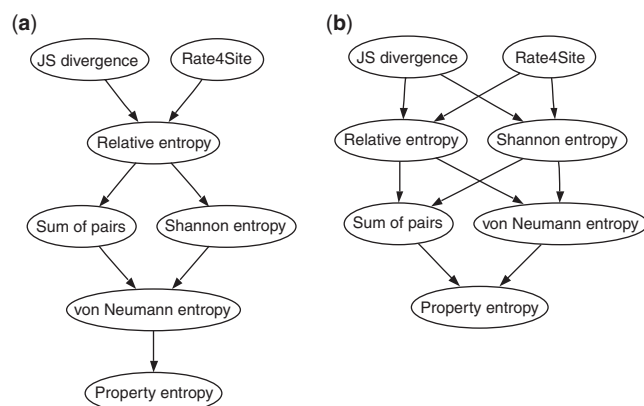 (a)
JS divergence
Rate4Site
Relative entropy
Sum of pairs
Shannon entropy
von Neumann entropy
Property entropy
(b)
JS divergence
Rate4Site
Relative entropy
Shannon entropy
Sum of pairs
von Neumann entropy
Property entropy